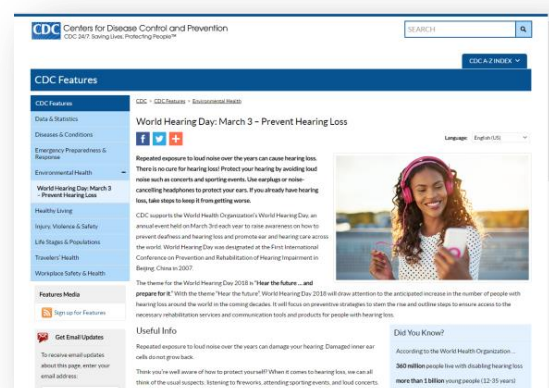 CDC Centers for Disease Control and Prevention
CDC 24/7: Saving Lives, Protecting People™
SEARCH
CDC A-Z INDEX
CDC Features
CDC Features
Data & Statistics
Diseases & Conditions
Emergency Preparedness &
Response
Environmental Health
World Hearing Day: March 3
– Prevent Hearing Loss
Healthy Living
Injury, Violence & Safety
Life Stages & Populations
Travelers' Health
Workplace Safety & Health
Features Media
Sign up for Features
Get Email Updates
To receive email updates
about this page, enter your
email address:
CDC > CDC Features > Environmental Health
World Hearing Day: March 3 – Prevent Hearing Loss
Language: English (US)
Repeated exposure to loud noise over the years can cause hearing loss.
There is no cure for hearing loss! Protect your hearing by avoiding loud
noise such as concerts and sporting events. Use earplugs or noise-
cancelling headphones to protect your ears. If you already have hearing
loss, take steps to keep it from getting worse.
CDC supports the World Health Organization's World Hearing Day, an
annual event held on March 3rd each year to raise awareness on how to
prevent deafness and hearing loss and promote ear and hearing care across
the world. World Hearing Day was designated at the First International
Conference on Prevention and Rehabilitation of Hearing Impairment in
Beijing, China in 2007.
The theme for the World Hearing Day 2018 is "Hear the future ... and
prepare for it." With the theme "Hear the future", World Hearing Day 2018 will draw attention to the anticipated increase in the number of people with
hearing loss around the world in the coming decades. It will focus on preventive strategies to stem the rise and outline steps to ensure access to the
necessary rehabilitation services and communication tools and products for people with hearing loss.
Useful Info
Repeated exposure to loud noise over the years can damage your hearing. Damaged inner ear
cells do not grow back.
Think you're well aware of how to protect yourself? When it comes to hearing loss, we can all
think of the usual suspects: listening to fireworks, attending sporting events, and loud concerts.
Did You Know?
According to the World Health Organization ...
360 million people live with disabling hearing loss
more than 1 billion young people (12-35 years)